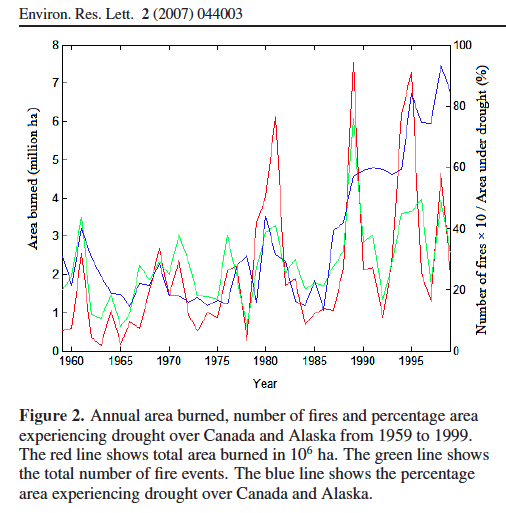 Environ. Res. Lett. 2 (2007) 044003
8
7
6
5
4
3
2
1
0
Area burned (million ha)
100
80
60
40
20
0
Number of fires × 10 / Area under drought (%)
1960 1965 1970 1975 1980 1985 1990 1995
Year
Figure 2. Annual area burned, number of fires and percentage area
experiencing drought over Canada and Alaska from 1959 to 1999.
The red line shows total area burned in 10⁶ ha. The green line shows
the total number of fire events. The blue line shows the percentage
area experiencing drought over Canada and Alaska.